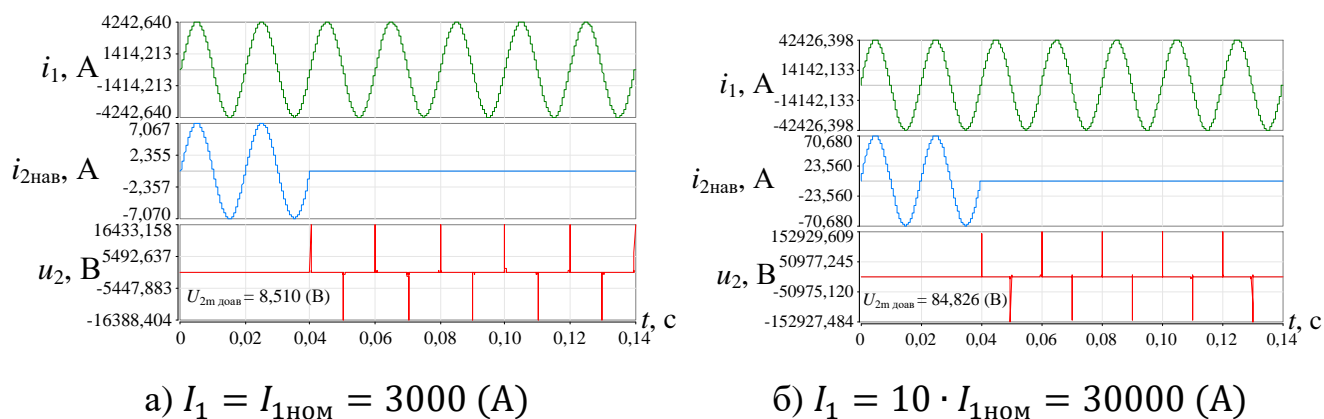 4242,640
1414,213
-1414,213
-4242,640
i₁, А
7,067
2,355
-2,357
-7,070
i₂нав, А
16433,158
5492,637
-5447,883
-16388,404
u₂, В
U₂m доав = 8,510 (В)
0 0,02 0,04 0,06 0,08 0,10 0,12 0,14
t, с
а) I₁ = I₁ном = 3000 (А)
42426,398
14142,133
-14142,133
-42426,398
i₁, А
70,680
23,560
-23,560
-70,680
i₂нав, А
152929,609
50977,245
-50975,120
-152927,484
u₂, В
U₂m доав = 84,826 (В)
0 0,02 0,04 0,06 0,08 0,10 0,12 0,14
t, с
б) I₁ = 10 · I₁ном = 30000 (А)